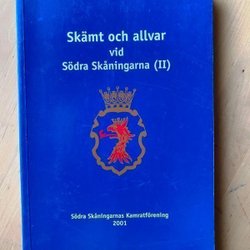 Skämt och allvar
vid
Södra Skåningarna (II)
Södra Skåningarnas Kamratförening
2001